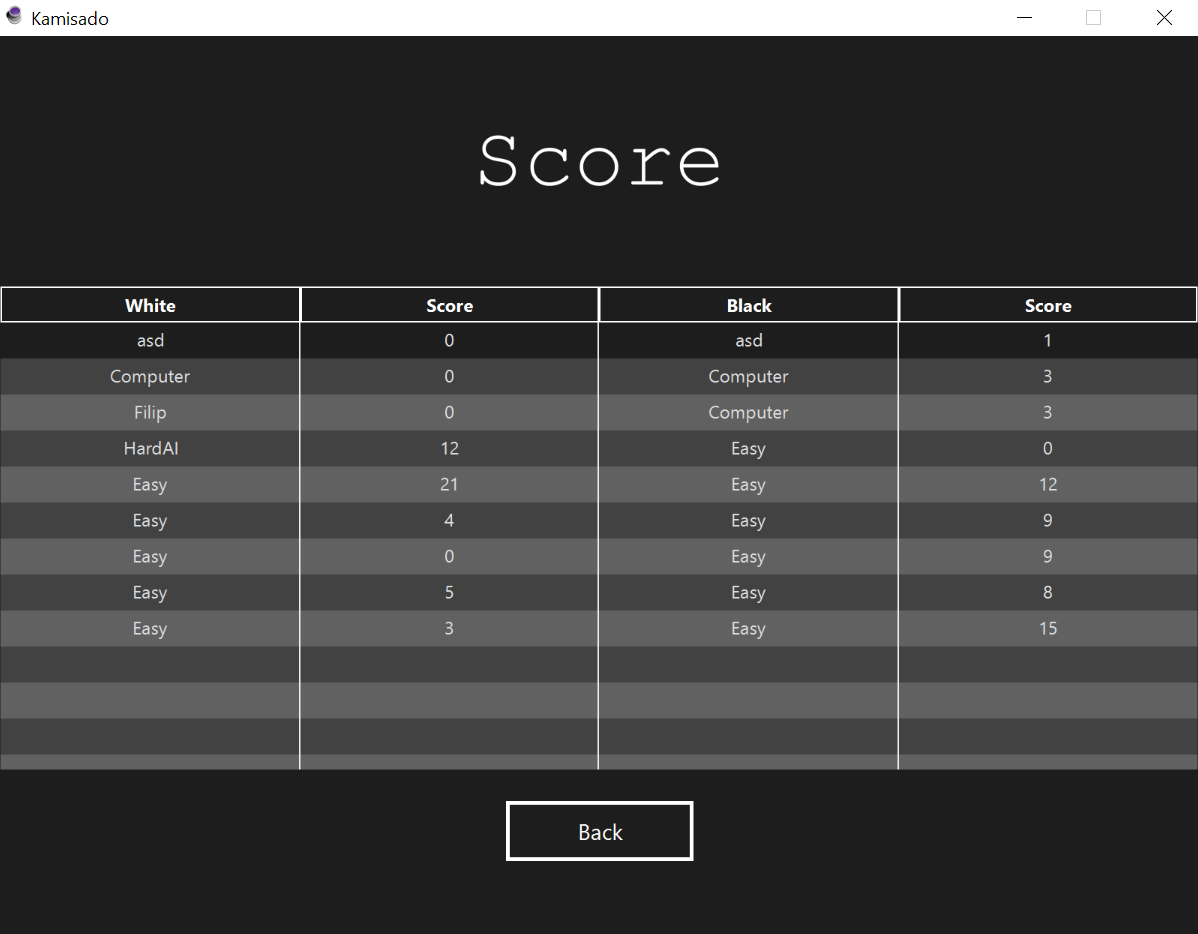 Kamisado
Score
White Score Black Score
asd 0 asd 1
Computer 0 Computer 3
Filip 0 Computer 3
HardAI 12 Easy 0
Easy 21 Easy 12
Easy 4 Easy 9
Easy 0 Easy 9
Easy 5 Easy 8
Easy 3 Easy 15
Back